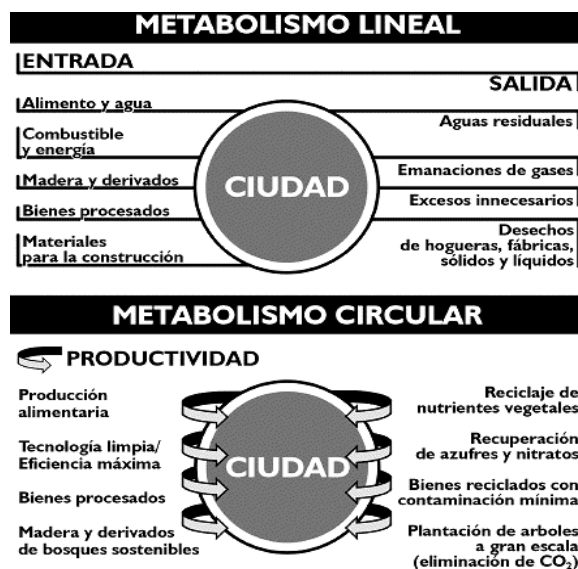 METABOLISMO LINEAL
ENTRADA
SALIDA
Alimento y agua
Aguas residuales
Combustible
y energía
Emanaciones de gases
Madera y derivados
CIUDAD
Excesos innecesarios
Bienes procesados
Materiales
para la construcción
Desechos
de hogueras, fábricas,
sólidos y líquidos
METABOLISMO CIRCULAR
PRODUCTIVIDAD
Producción
alimentaria
Reciclaje de
nutrientes vegetales
Tecnología limpia/
Eficiencia máxima
CIUDAD
Recuperación
de azufres y nitratos
Bienes procesados
Bienes reciclados con
contaminación mínima
Madera y derivados
de bosques sostenibles
Plantación de arboles
a gran escala
(eliminación de CO₂)